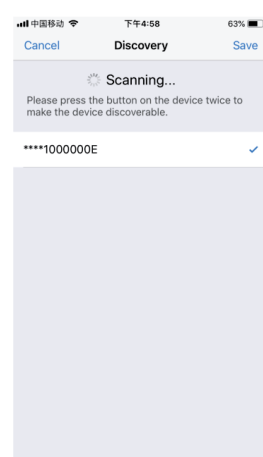 中国移动 下午4:58 63%
Cancel Discovery Save
Scanning...
Please press the button on the device twice to
make the device discoverable.
****1000000E